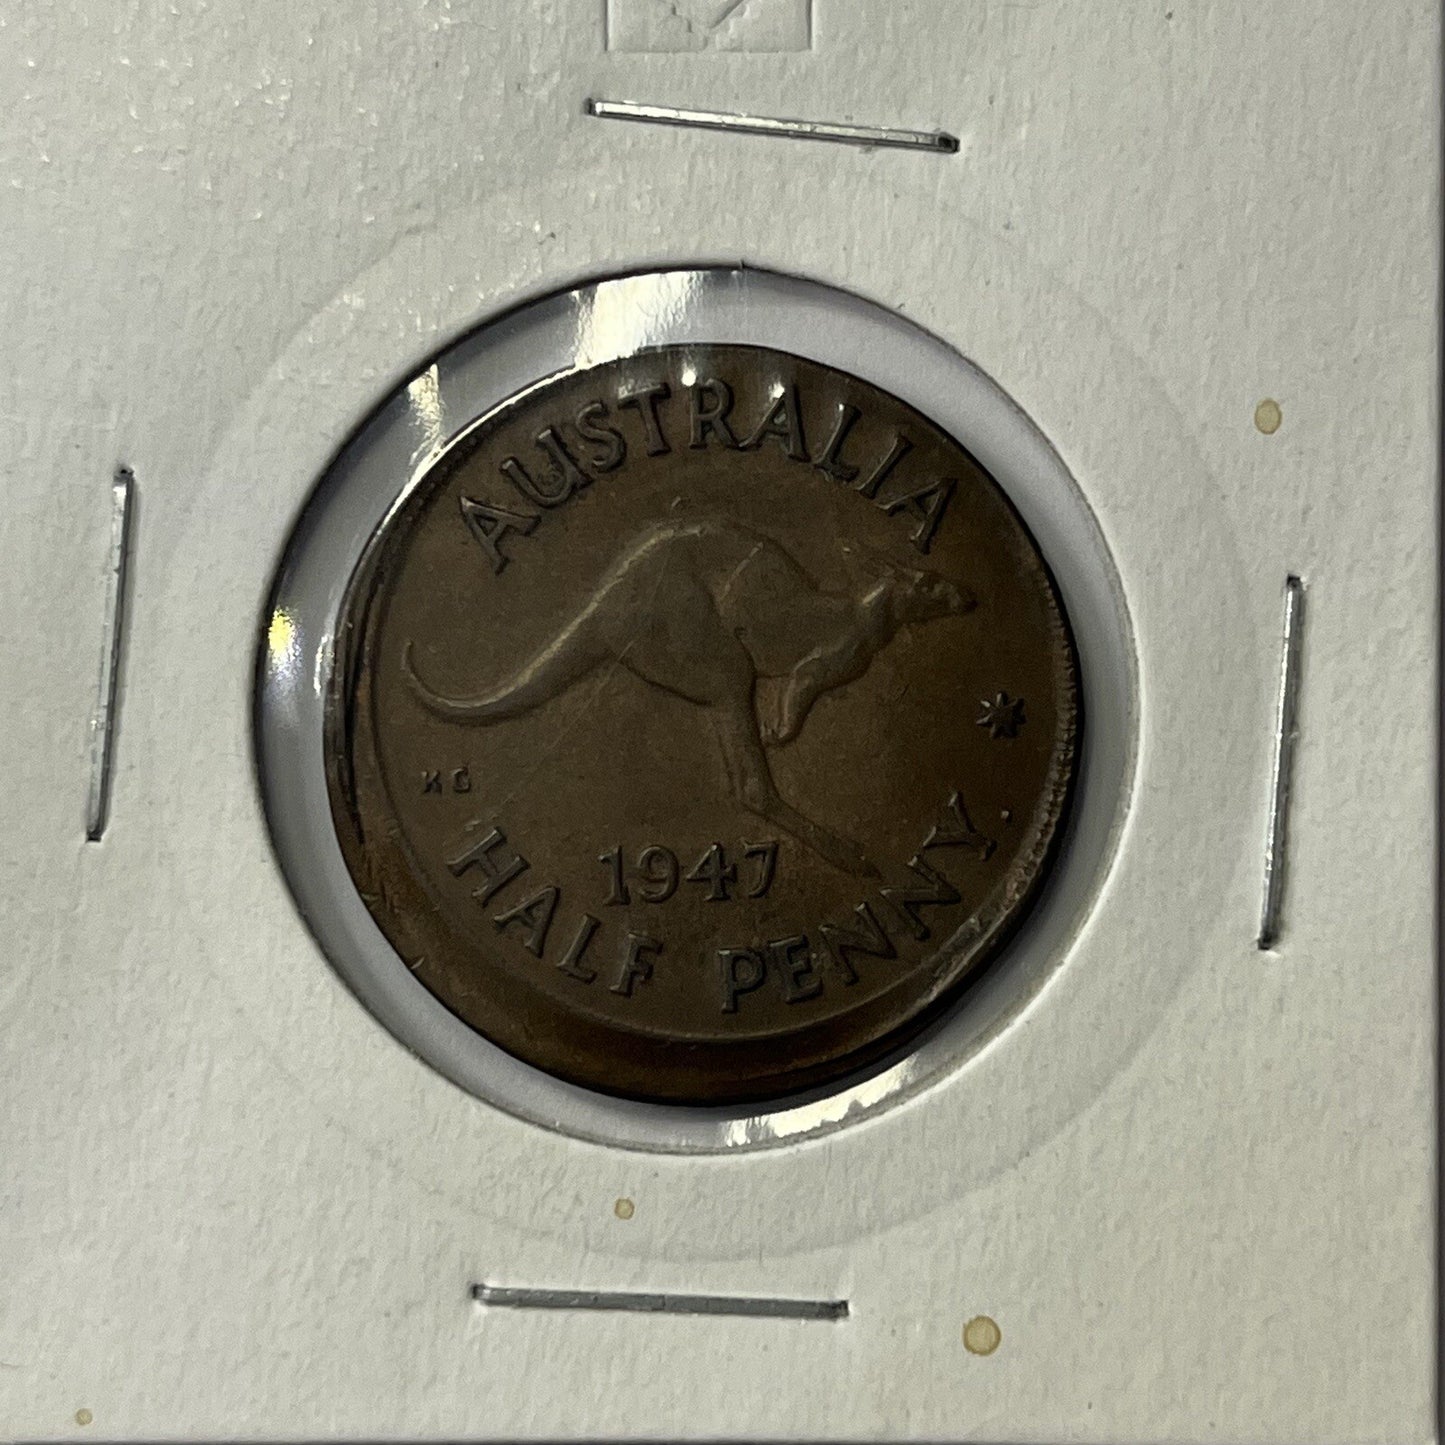 AUSTRALIA
KG
1947
HALF PENNY.